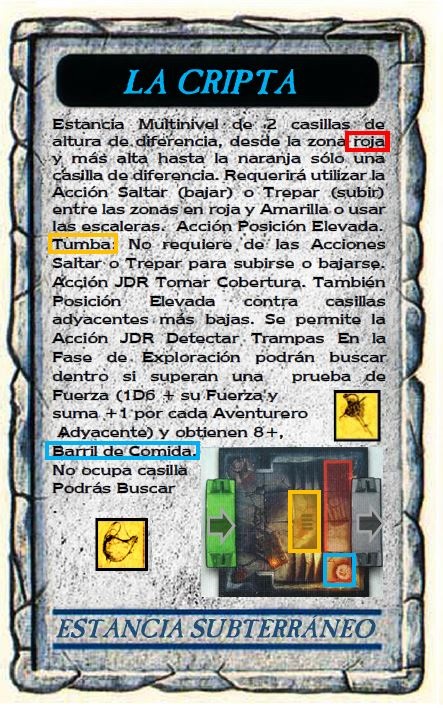 LA CRIPTA
Estancia Multinivel de 2 casillas de
altura de diferencia, desde la zona roja
y más alta hasta la naranja sólo una
casilla de diferencia. Requerirá utilizar la
Acción Saltar (bajar) o Trepar (subir)
entre las zonas en roja y Amarilla o usar
las escaleras. Acción Posición Elevada.
Tumba: No requiere de las Acciones
Saltar o Trepar para subirse o bajarse.
Acción JDR Tomar Cobertura. También
Posición Elevada contra casillas
adyacentes más bajas. Se permite la
Acción JDR Detectar Trampas En la
Fase de Exploración podrán buscar
dentro si superan una prueba de
Fuerza (1D6 + su Fuerza y
suma +1 por cada Aventurero
Adyacente) y obtienen 8+,
Barril de Comida.
No ocupa casilla
Podrás Buscar
.
ESTANCIA SUBTERRÁNEO